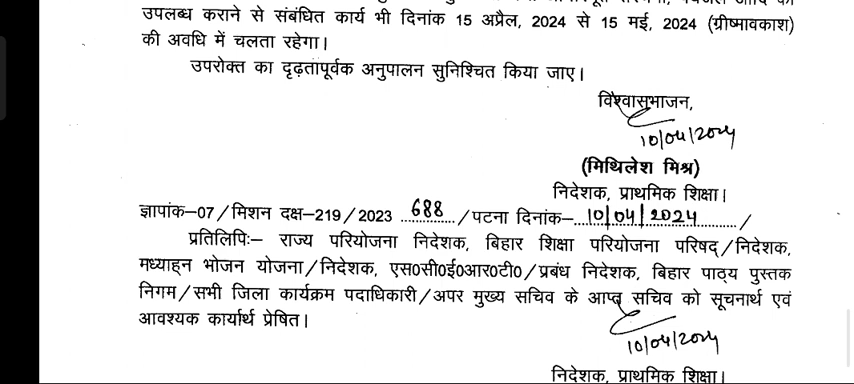 उपलब्ध कराने से संबंधित कार्य भी दिनांक 15 अप्रैल, 2024 से 15 मई, 2024 (ग्रीष्मावकाश)
की अवधि में चलता रहेगा।
उपरोक्त का दृढ़तापूर्वक अनुपालन सुनिश्चित किया जाए।
विश्वासभाजन,
10/04/2024
(मिथिलेश मिश्र)
निदेशक, प्राथमिक शिक्षा।
ज्ञापांक–07/मिशन दक्ष–219/2023 688 /पटना दिनांक– 10/04/2024 /
प्रतिलिपिः– राज्य परियोजना निदेशक, बिहार शिक्षा परियोजना परिषद्/निदेशक,
मध्याह्न भोजन योजना/निदेशक, एस0सी0ई0आर0टी0/प्रबंध निदेशक, बिहार पाठ्य पुस्तक
निगम/सभी जिला कार्यक्रम पदाधिकारी/अपर मुख्य सचिव के आप्त सचिव को सूचनार्थ एवं
आवश्यक कार्यार्थ प्रेषित।
10/04/2024
निदेशक, प्राथमिक शिक्षा।